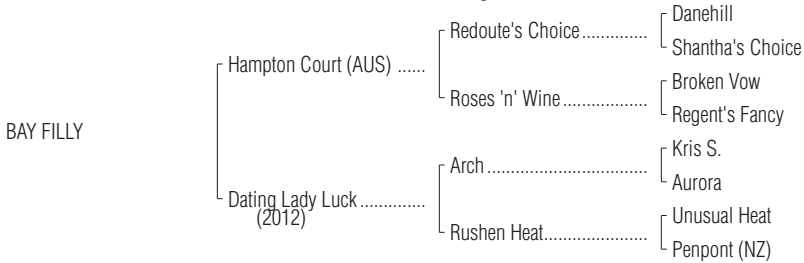 Danehill
Redoute's Choice..............
Shantha's Choice
Hampton Court (AUS) ......
Broken Vow
Roses 'n' Wine..................
Regent's Fancy
BAY FILLY
Kris S.
Arch.................................
Aurora
Dating Lady Luck..............
(2012)
Unusual Heat
Rushen Heat.....................
Penpont (NZ)